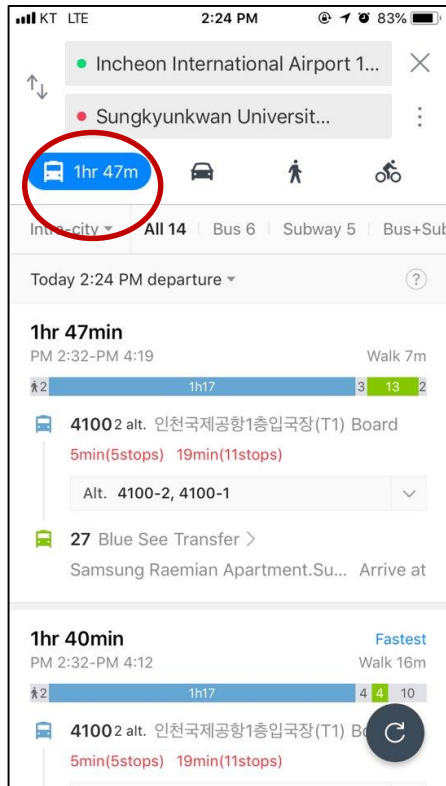 KT LTE 2:24 PM 83%
Incheon International Airport 1...
Sungkyunkwan Universit...
1hr 47m
Intra-city All 14 Bus 6 Subway 5 Bus+Sub
Today 2:24 PM departure ?
1hr 47min
PM 2:32-PM 4:19 Walk 7m
2 1h17 3 13 2
4100 2 alt. 인천국제공항1층입국장(T1) Board
5min(5stops) 19min(11stops)
Alt. 4100-2, 4100-1
27 Blue See Transfer >
Samsung Raemian Apartment.Su... Arrive at
1hr 40min Fastest
PM 2:32-PM 4:12 Walk 16m
2 1h17 4 4 10
4100 2 alt. 인천국제공항1층입국장(T1)
5min(5stops) 19min(11stops)